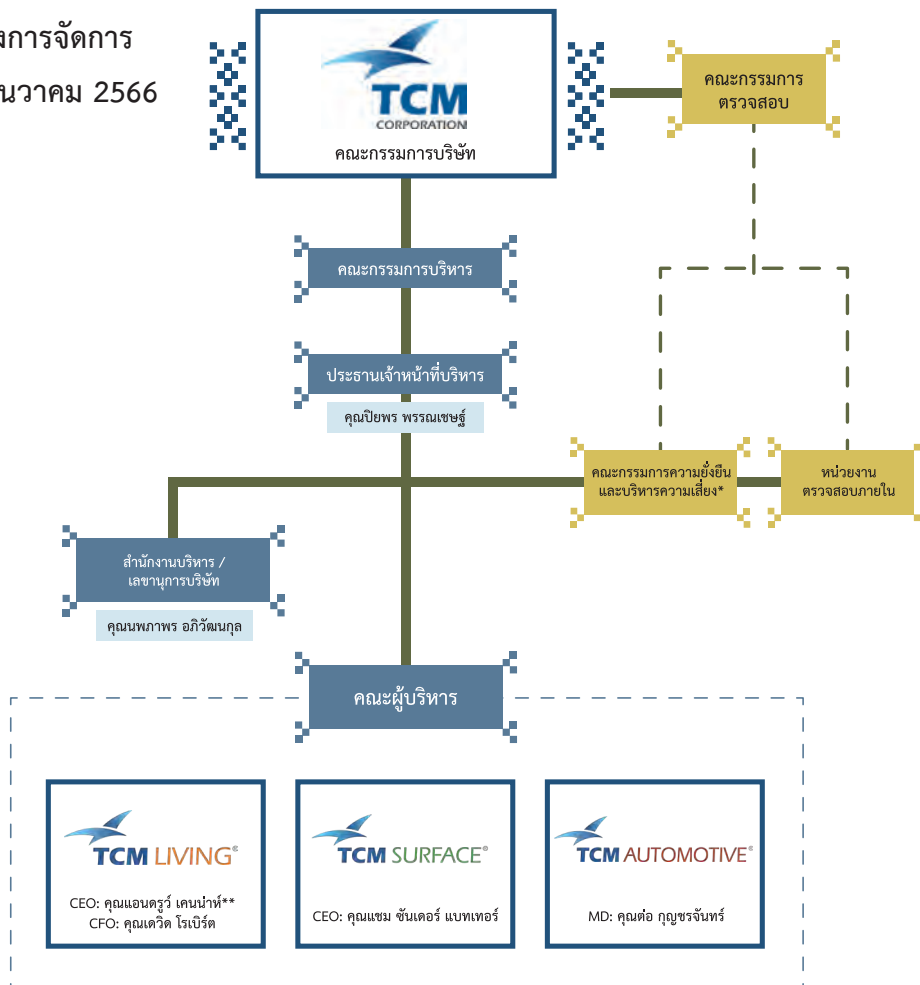 งการจัดการ
นวาคม 2566
TCM
CORPORATION
คณะกรรมการบริษัท
คณะกรรมการ
ตรวจสอบ
คณะกรรมการบริหาร
ประธานเจ้าหน้าที่บริหาร
คุณปิยพร พรรณเชษฐ์
คณะกรรมการความยั่งยืน
และบริหารความเสี่ยง*
หน่วยงาน
ตรวจสอบภายใน
สำนักงานบริหาร /
เลขานุการบริษัท
คุณนพภาพร อภิวัฒนกุล
คณะผู้บริหาร
TCM LIVING®
CEO: คุณแอนดรูว์ เคนน่าห์**
CFO: คุณเดวิด โรเบิร์ต
TCM SURFACE®
CEO: คุณแชม ซันเดอร์ แบทเทอร์
TCM AUTOMOTIVE®
MD: คุณต่อ กุญชรจันทร์